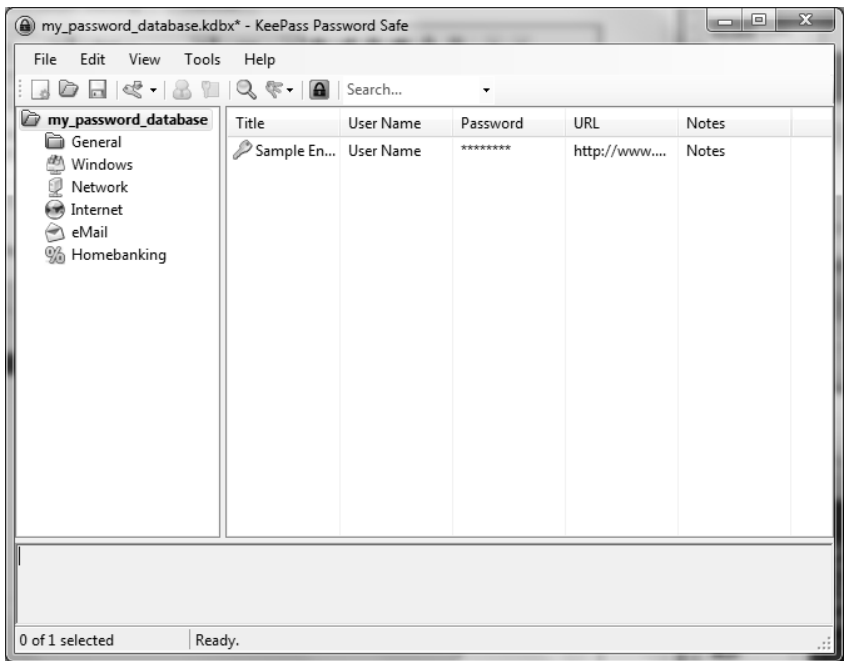 my_password_database.kdbx* - KeePass Password Safe
File Edit View Tools Help
Search...
my_password_database
General
Windows
Network
Internet
eMail
Homebanking
Title User Name Password URL Notes
Sample En... User Name ******** http://www.... Notes
0 of 1 selected Ready.